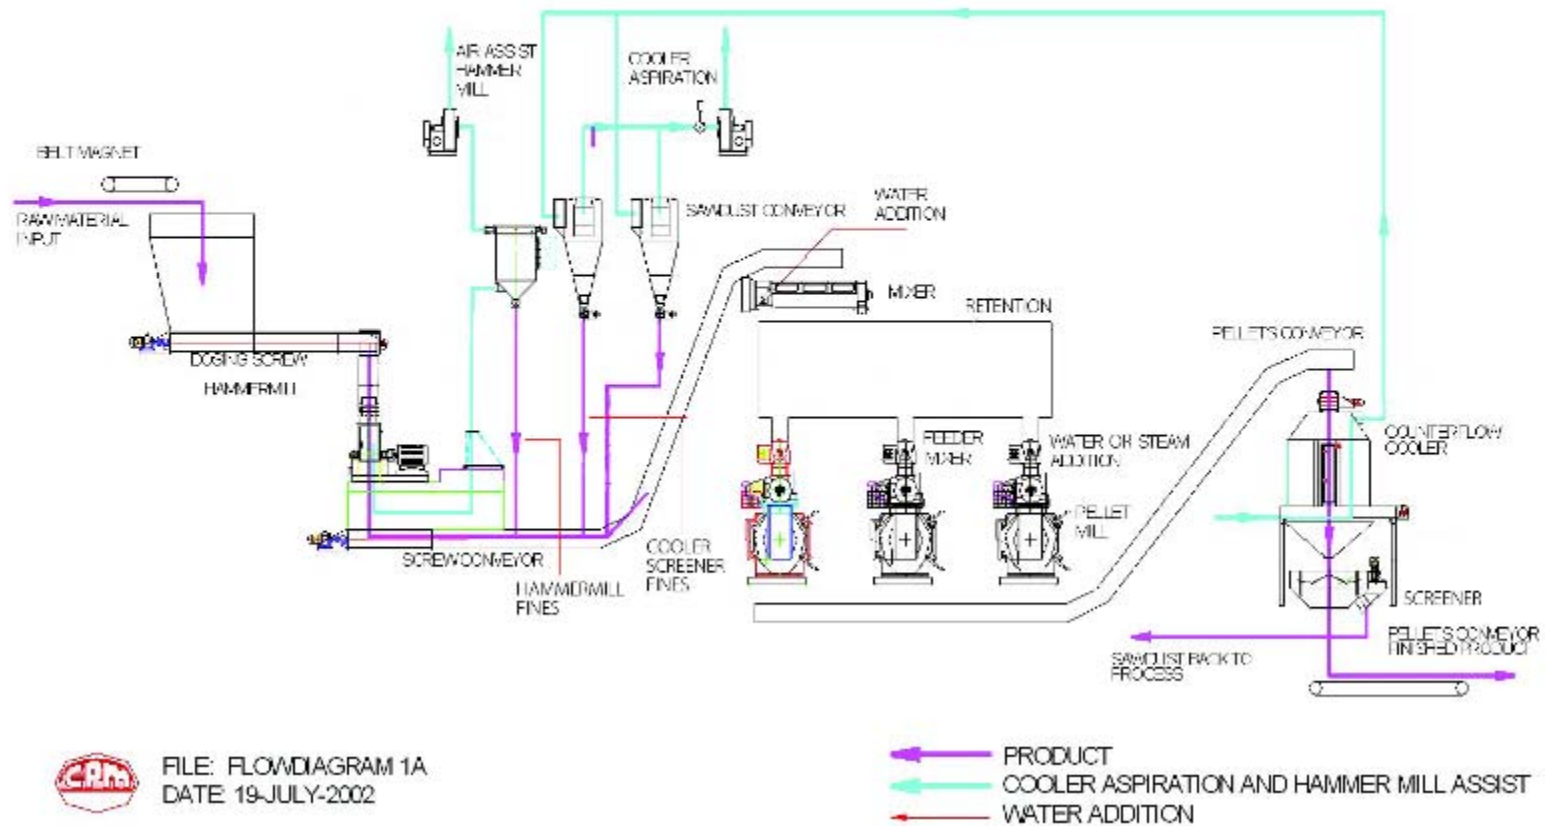 AIR ASSIST
HAMMER
MILL
COOLER
ASPIRATION
BELT MAGNET
RAW MATERIAL
INPUT
SAWDUST CONVEYOR
WATER
ADDITION
MIXER
RETENTION
PELLETS CONVEYOR
DOSING SCREW
HAMMERMILL
FEEDER
MIXER
WATER OR STEAM
ADDITION
COUNTERFLOW
COOLER
PELLET
MILL
SCREWCONVEYOR
HAMMERMILL
FINES
COOLER
SCREENER
FINES
SCREENER
PELLETS CONVEYOR
FINISHED PRODUCT
SAWDUST BACK TO
PROCESS
CPM
FILE: FLOWDIAGRAM 1A
DATE: 19-JULY-2002
PRODUCT
COOLER ASPIRATION AND HAMMER MILL ASSIST
WATER ADDITION